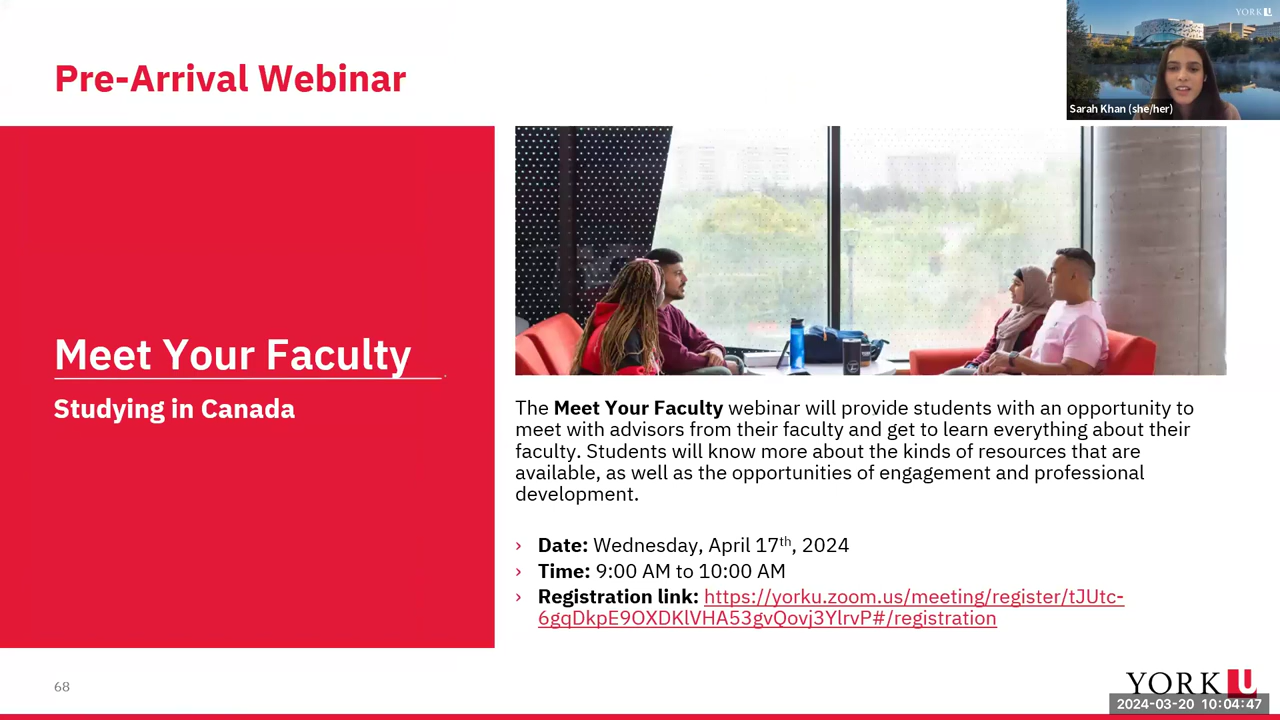 YORK U
Sarah Khan (she/her)
Pre-Arrival Webinar
Meet Your Faculty
Studying in Canada
The Meet Your Faculty webinar will provide students with an opportunity to
meet with advisors from their faculty and get to learn everything about their
faculty. Students will know more about the kinds of resources that are
available, as well as the opportunities of engagement and professional
development.
› Date: Wednesday, April 17th, 2024
› Time: 9:00 AM to 10:00 AM
› Registration link: https://yorku.zoom.us/meeting/register/tJUtc-
6gqDkpE9OXDKlVHA53gvQovj3YlrvP#/registration
68
YORK U
2024-03-20 10:04:47